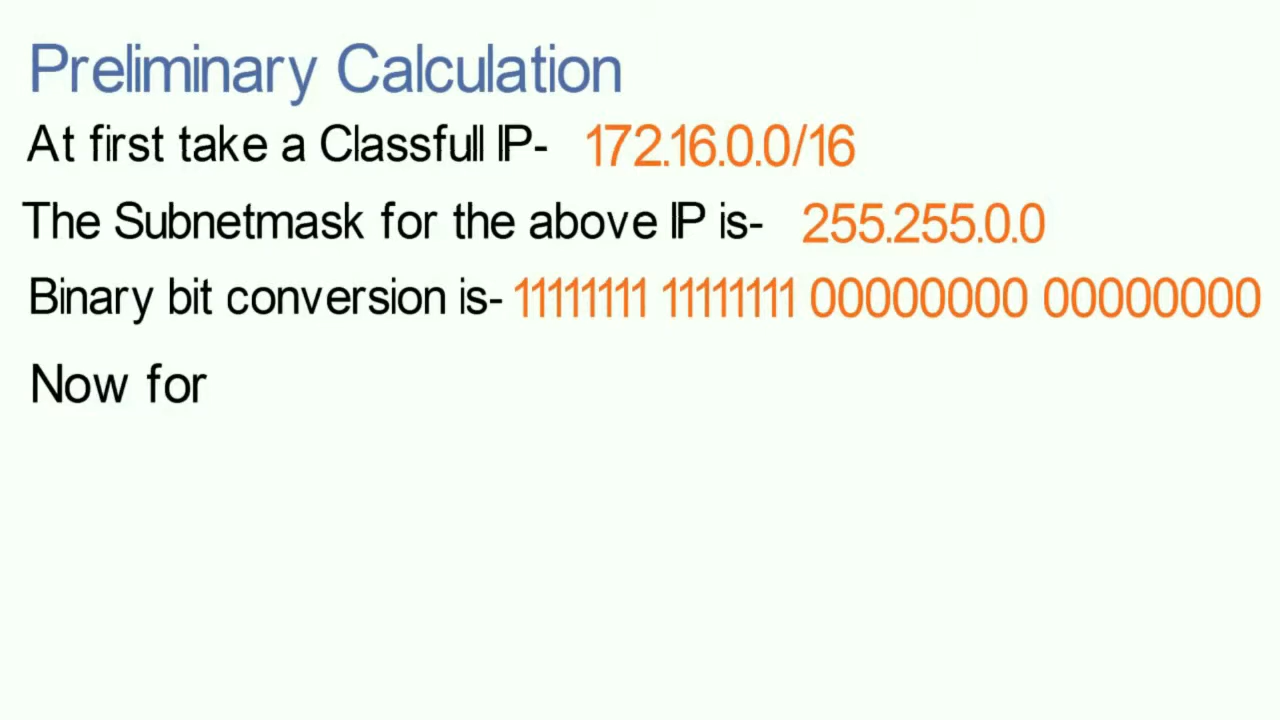 Preliminary Calculation
At first take a Classfull IP- 172.16.0.0/16
The Subnetmask for the above IP is- 255.255.0.0
Binary bit conversion is- 11111111 11111111 00000000 00000000
Now for